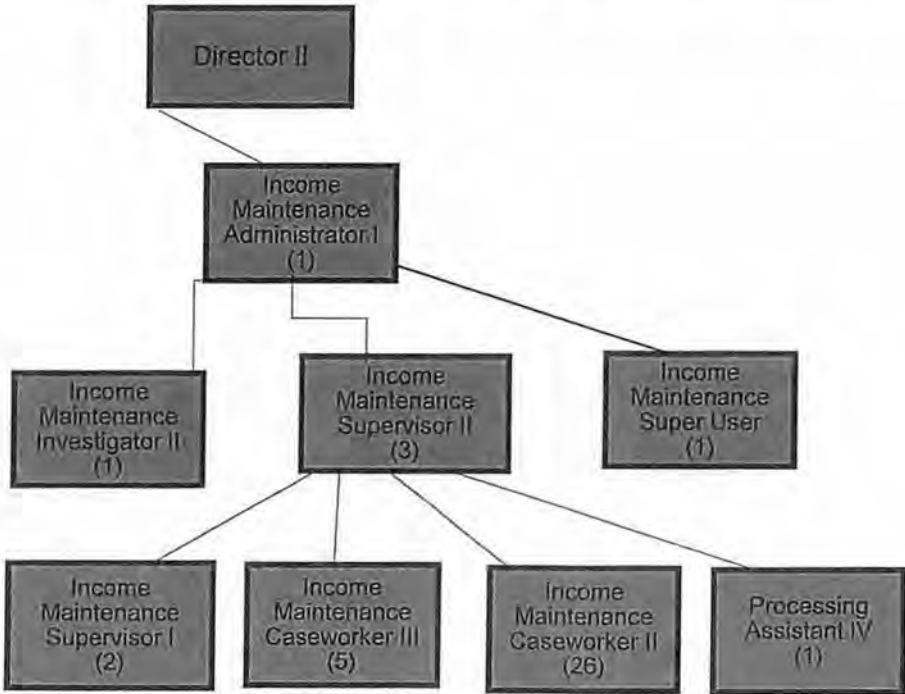 Director II
Income
Maintenance
Administrator I
(1)
Income
Maintenance
Investigator II
(1)
Income
Maintenance
Supervisor II
(3)
Income
Maintenance
Super User
(1)
Income
Maintenance
Supervisor I
(2)
Income
Maintenance
Caseworker III
(5)
Income
Maintenance
Caseworker II
(26)
Processing
Assistant IV
(1)